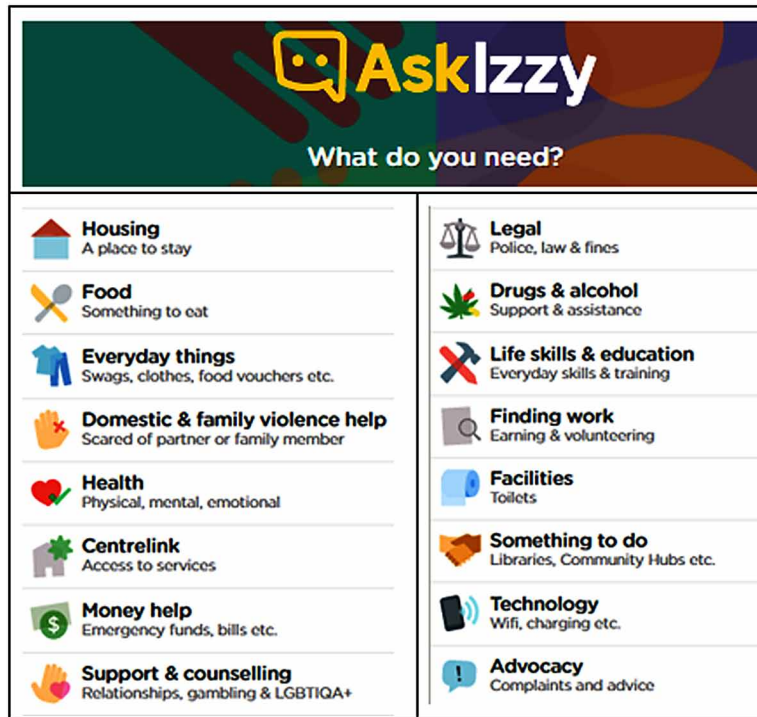 AskIzzy
What do you need?
Housing
A place to stay
Food
Something to eat
Everyday things
Swags, clothes, food vouchers etc.
Domestic & family violence help
Scared of partner or family member
Health
Physical, mental, emotional
Centrelink
Access to services
Money help
Emergency funds, bills etc.
$
Support & counselling
Relationships, gambling & LGBTIQA+
Legal
Police, law & fines
Drugs & alcohol
Support & assistance
Life skills & education
Everyday skills & training
Finding work
Earning & volunteering
Facilities
Toilets
Something to do
Libraries, Community Hubs etc.
Technology
Wifi, charging etc.
!
Advocacy
Complaints and advice